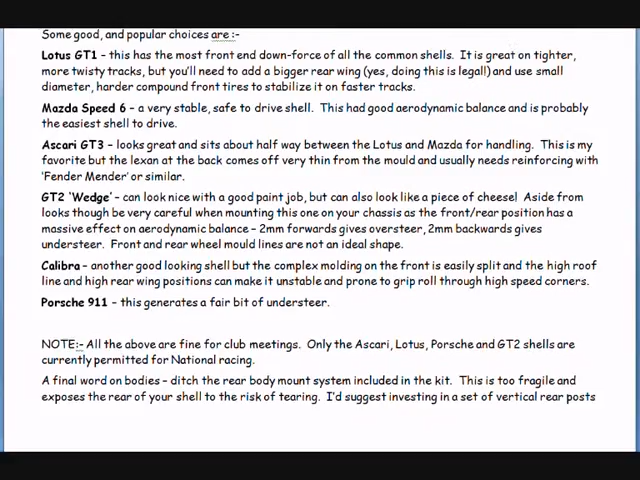 Some good, and popular choices are :-
Lotus GT1 – this has the most front end down-force of all the common shells. It is great on tighter,
more twisty tracks, but you'll need to add a bigger rear wing (yes, doing this is legal!) and use small
diameter, harder compound front tires to stabilize it on faster tracks.
Mazda Speed 6 – a very stable, safe to drive shell. This had good aerodynamic balance and is probably
the easiest shell to drive.
Ascari GT3 – looks great and sits about half way between the Lotus and Mazda for handling. This is my
favorite but the lexan at the back comes off very thin from the mould and usually needs reinforcing with
'Fender Mender' or similar.
GT2 'Wedge' – can look nice with a good paint job, but can also look like a piece of cheese! Aside from
looks though be very careful when mounting this one on your chassis as the front/rear position has a
massive effect on aerodynamic balance – 2mm forwards gives oversteer, 2mm backwards gives
understeer. Front and rear wheel mould lines are not an ideal shape.
Calibra – another good looking shell but the complex molding on the front is easily split and the high roof
line and high rear wing positions can make it unstable and prone to grip roll through high speed corners.
Porsche 911 – this generates a fair bit of understeer.
NOTE:- All the above are fine for club meetings. Only the Ascari, Lotus, Porsche and GT2 shells are
currently permitted for National racing.
A final word on bodies – ditch the rear body mount system included in the kit. This is too fragile and
exposes the rear of your shell to the risk of tearing. I'd suggest investing in a set of vertical rear posts